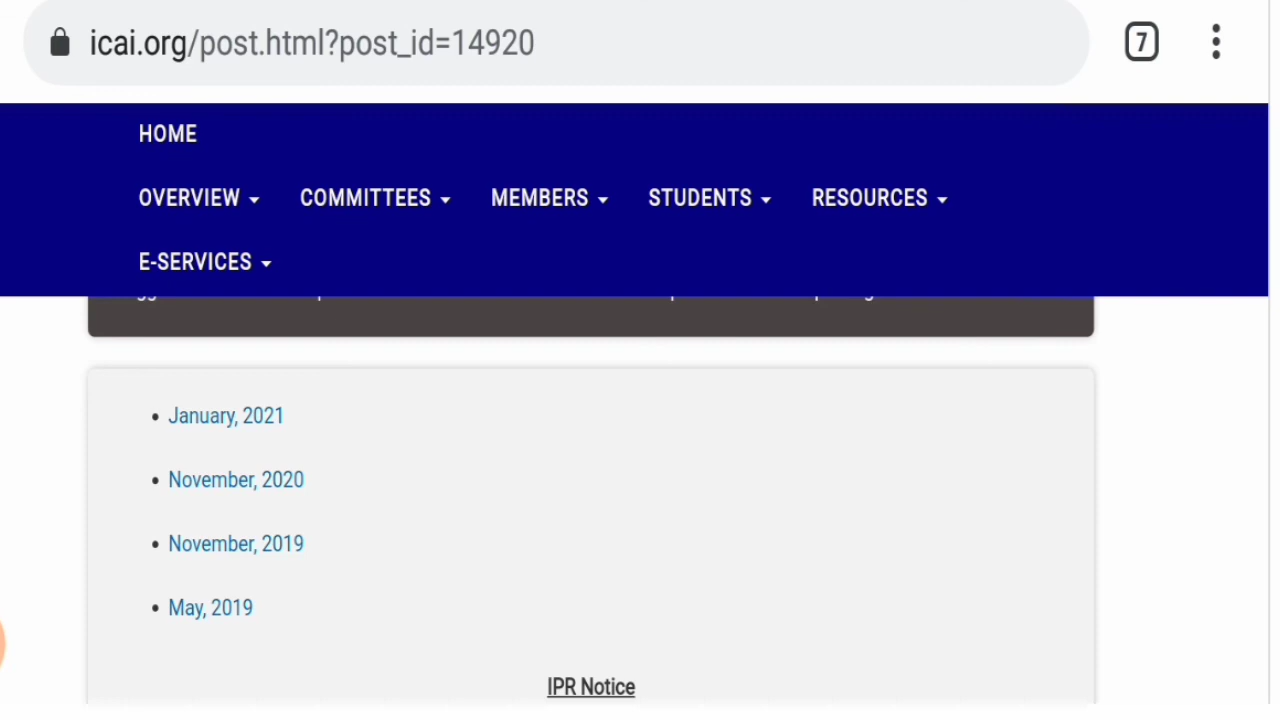 icai.org/post.html?post_id=14920
7
HOME
OVERVIEW COMMITTEES MEMBERS STUDENTS RESOURCES
E-SERVICES
• January, 2021
• November, 2020
• November, 2019
• May, 2019
IPR Notice